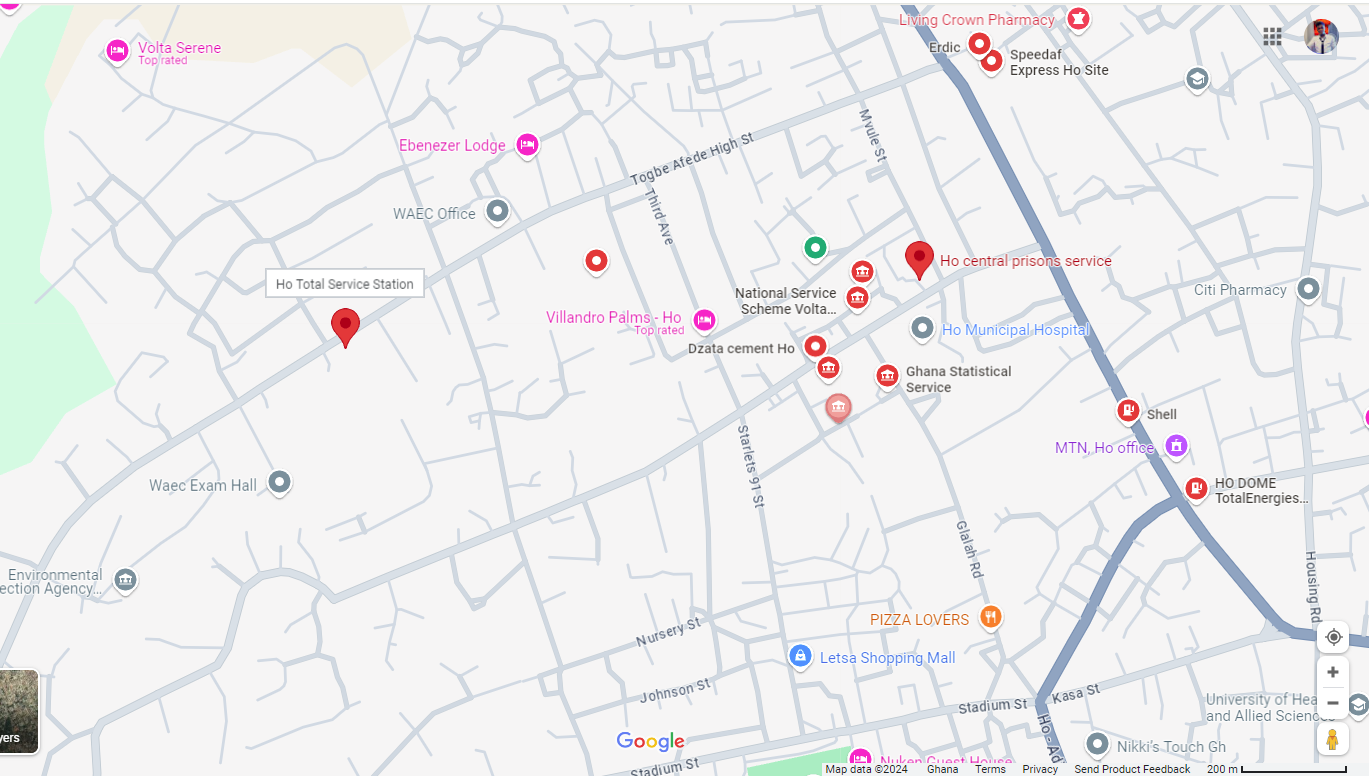 Living Crown Pharmacy
Erdic
Speedaf
Express Ho Site
Volta Serene
Top rated
Mvule St
Ebenezer Lodge
Togbe Afede High St
WAEC Office
Third Ave
Ho central prisons service
Ho Total Service Station
National Service
Scheme Volta...
Citi Pharmacy
Villandro Palms - Ho
Top rated
Ho Municipal Hospital
Dzata cement Ho
Ghana Statistical
Service
Shell
Starlets 91 St
MTN, Ho office
Waec Exam Hall
HO DOME
TotalEnergies...
Glalah Rd
Environmental
ection Agency...
Housing Rd
PIZZA LOVERS
Nursery St
Letsa Shopping Mall
Johnson St
Kasa St
Stadium St
University of Hea
and Allied Scienc
yers
Google
Ho - Ad
Nikki's Touch Gh
Stadium St
Nuken Guest House
Map data ©2024 Ghana Terms Privacy Send Product Feedback 200 m